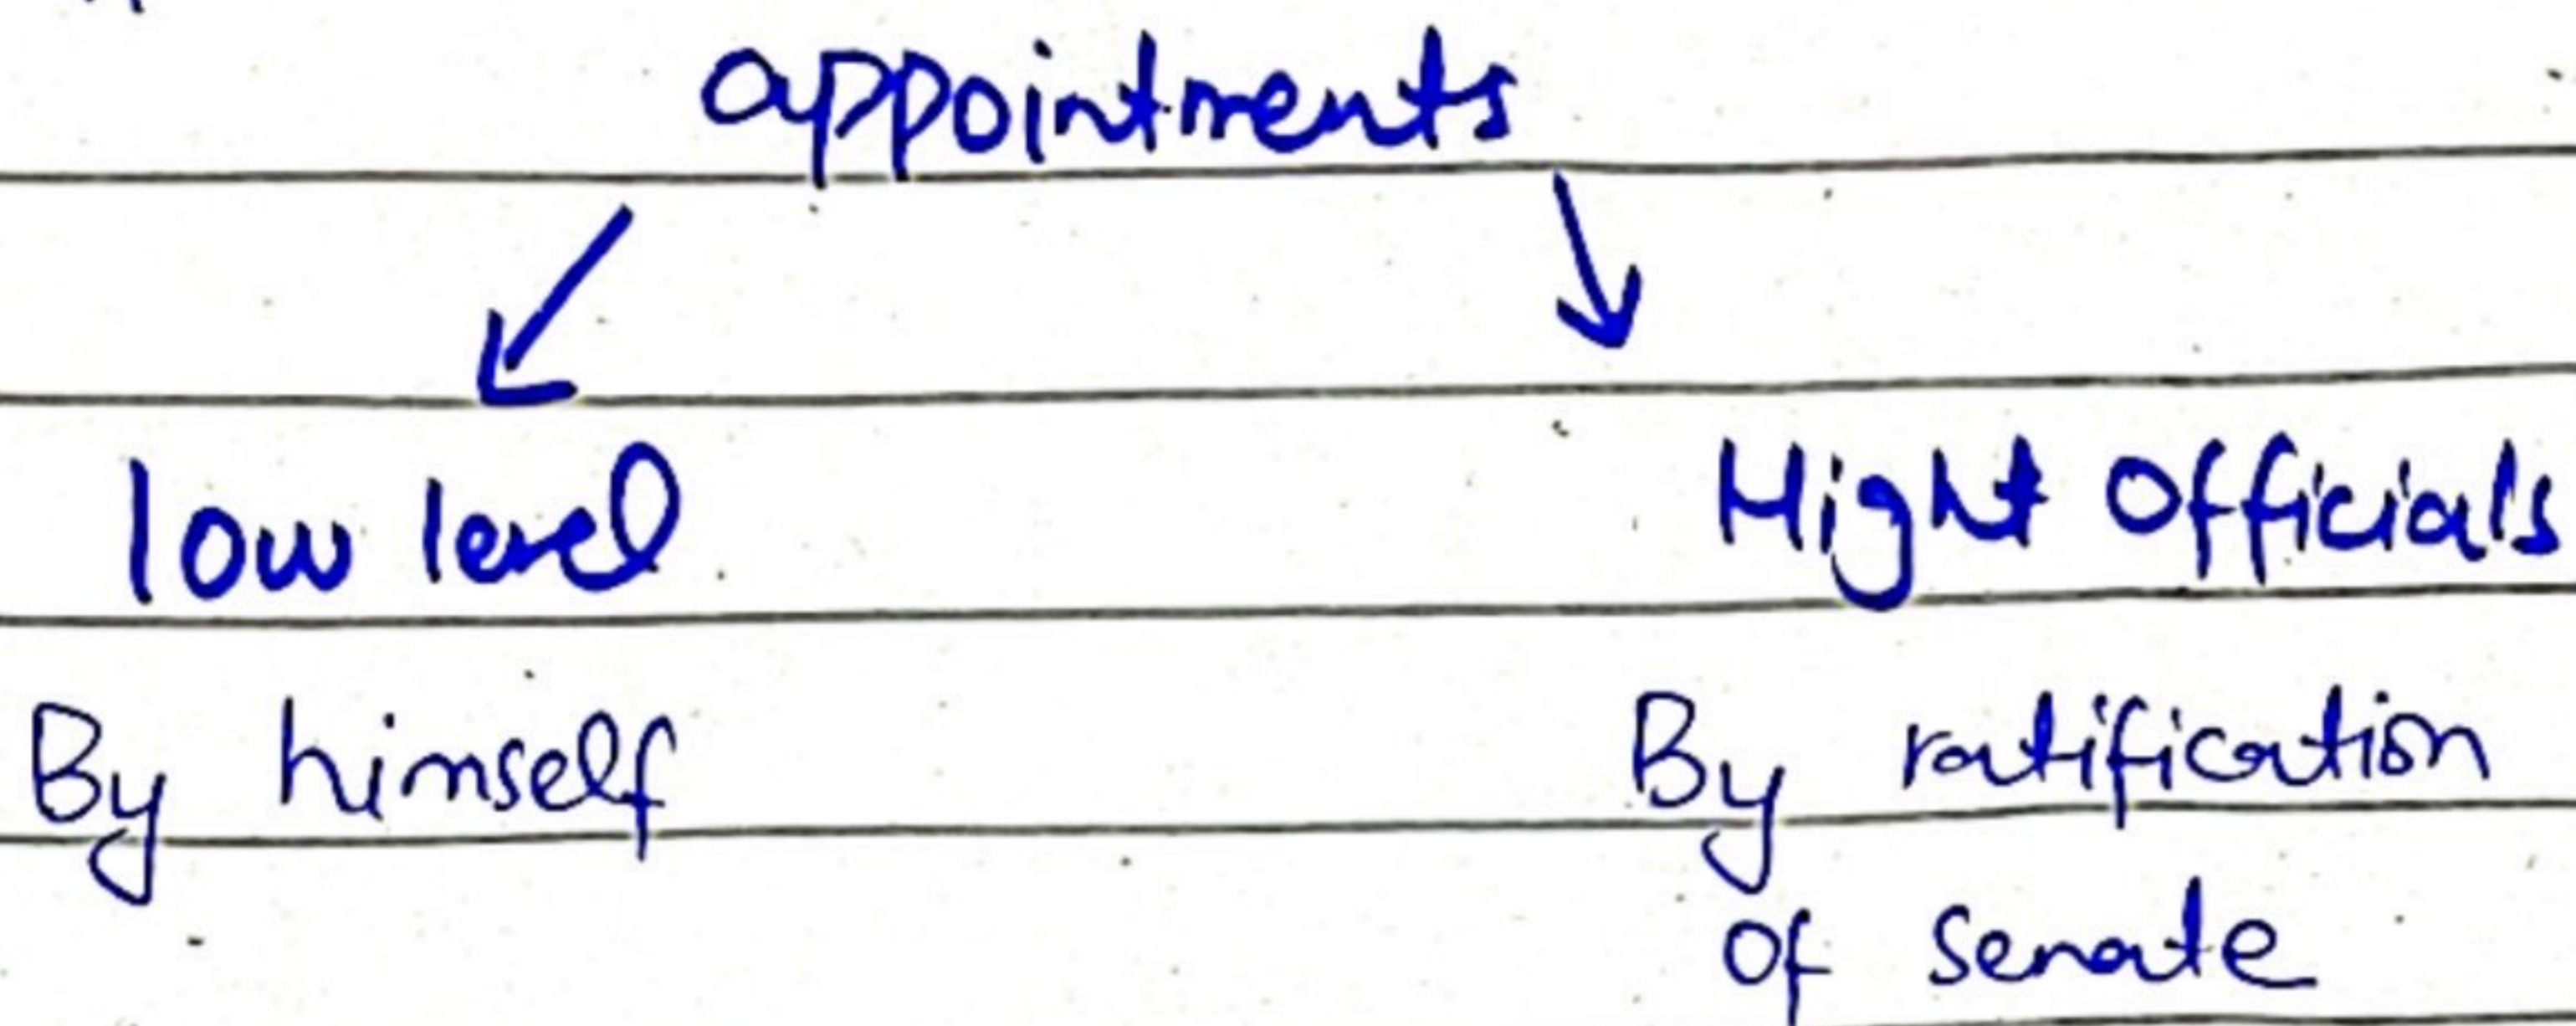 appointments
low level
Hight Officials
By himself
By ratification
of senate